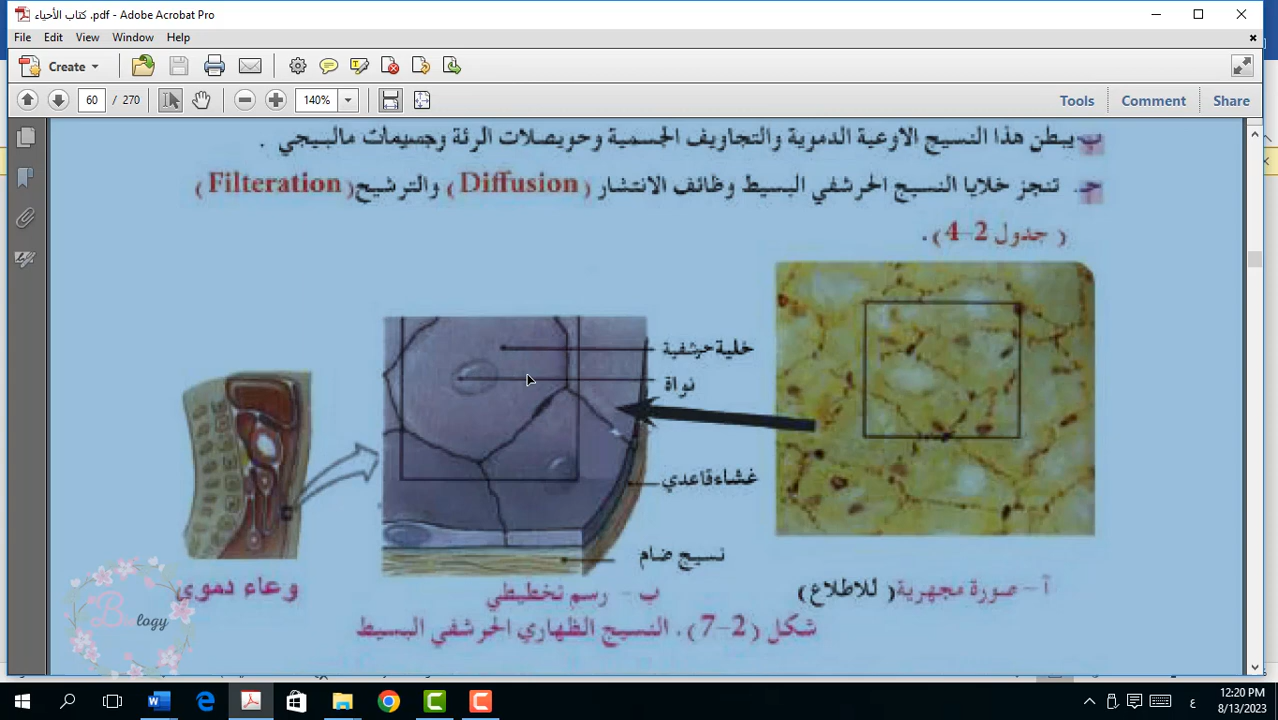 كتاب الأحياء .pdf - Adobe Acrobat Pro
File Edit View Window Help
Create
60 / 270 140% Tools Comment Share
ب- يبطن هذا النسيج الاوعية الدموية والتجاويف الجسمية وحويصلات الرئة وجسيمات مالبيجي .
جـ. تنجز خلايا النسيج الحرشفي البسيط وظائف الانتشار (Diffusion) والترشيح(Filteration)
( جدول 2-4) .
خلية حرشفية
نواة
غشاء قاعدي
نسيج ضام
أ- صورة مجهرية( للاطلاع)
ب - رسم تخطيطي
وعاء دموي
شكل (2-7) . النسيج الظهاري الحرشفي البسيط
Biology
12:20 PM
ع
8/13/2023